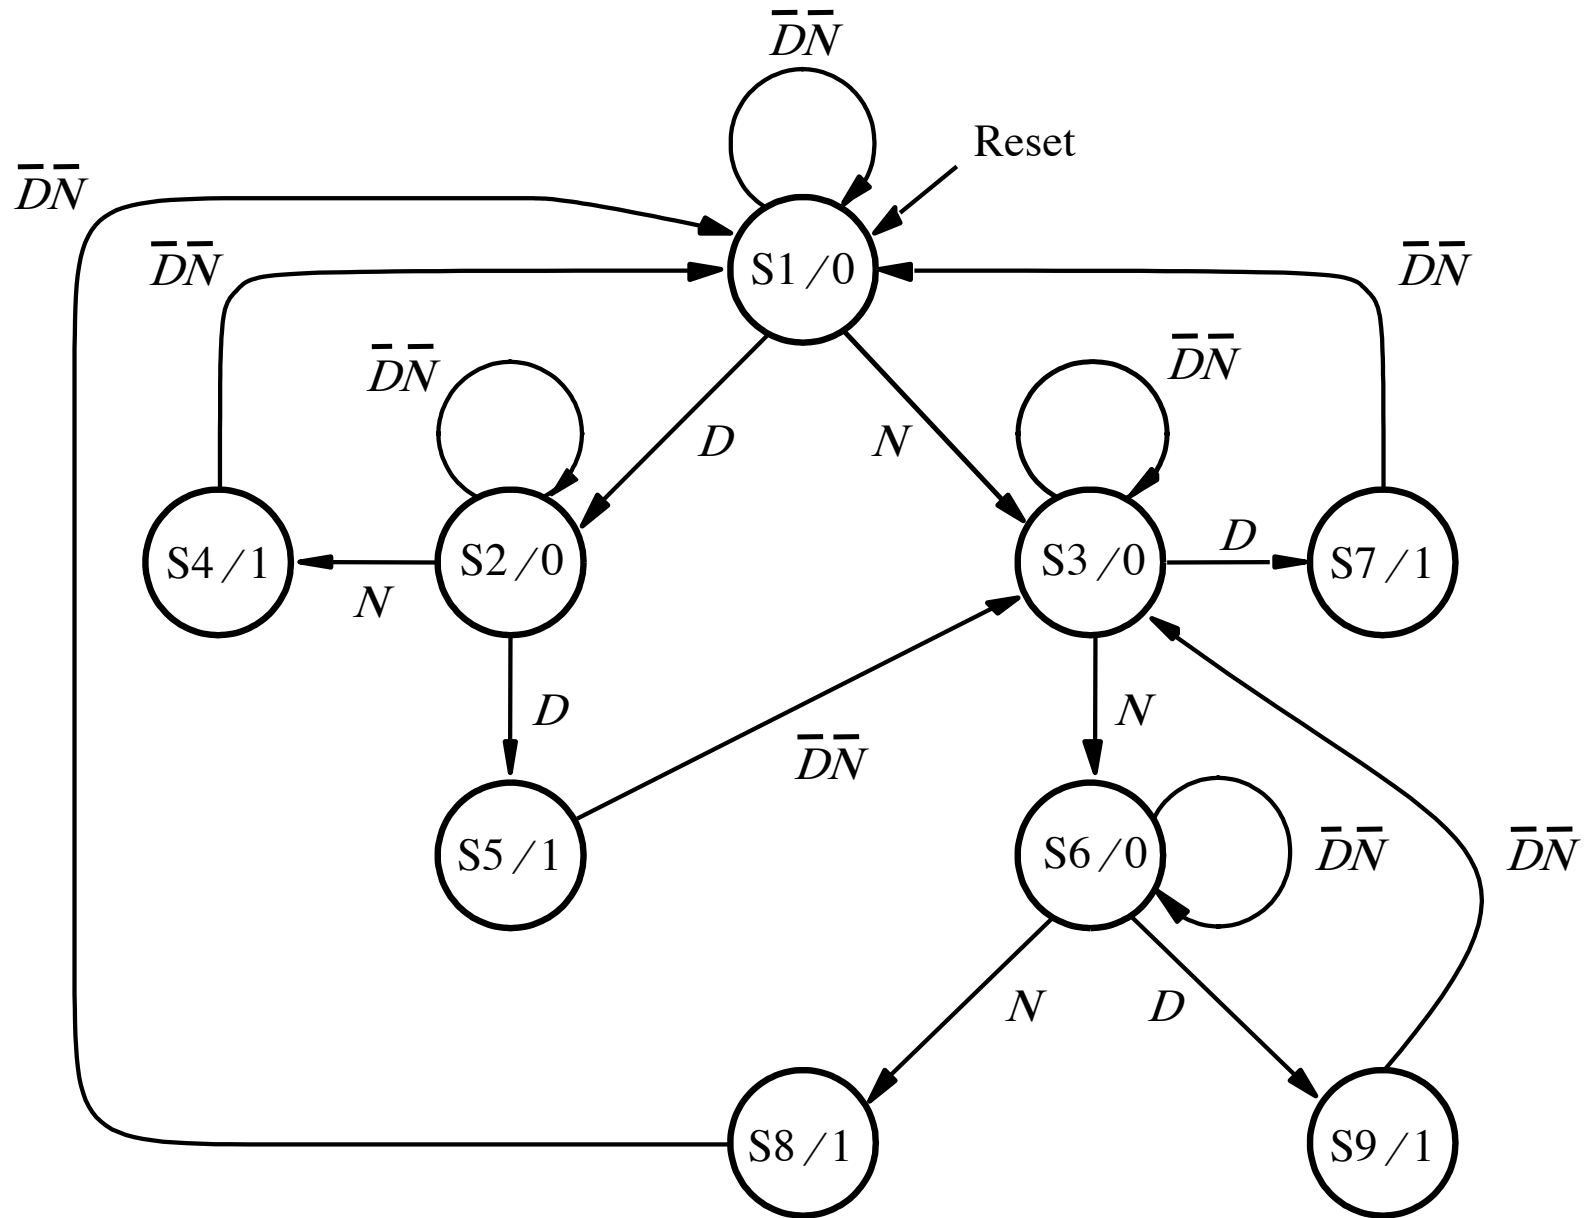 D̅N̅
Reset
D̅N̅
D̅N̅
S1/0
D̅N̅
D̅N̅
D̅N̅
D
N
S4/1
S2/0
S3/0
D
S7/1
N
D
N
D̅N̅
S5/1
S6/0
D̅N̅
D̅N̅
N
D
S8/1
S9/1